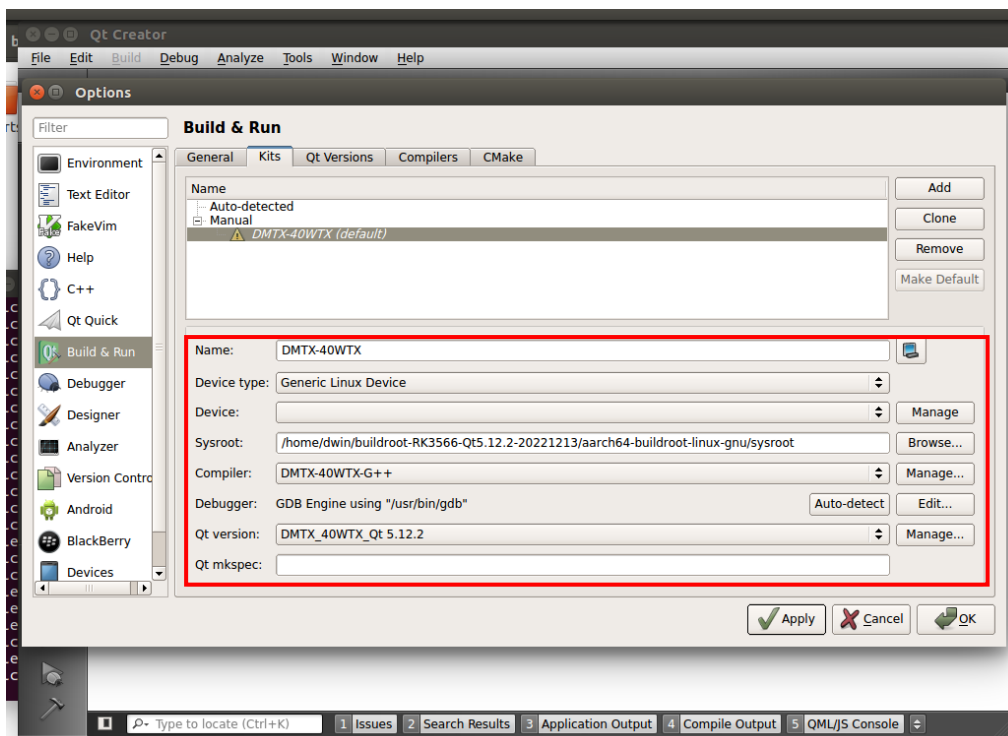 Qt Creator
File Edit Build Debug Analyze Tools Window Help
Options
Filter
Build & Run
Environment
Text Editor
FakeVim
Help
C++
Qt Quick
Build & Run
Debugger
Designer
Analyzer
Version Contro
Android
BlackBerry
Devices
General Kits Qt Versions Compilers CMake
Name
Auto-detected
Manual
DMTX-40WTX (default)
Add
Clone
Remove
Make Default
Name: DMTX-40WTX
Device type: Generic Linux Device
Device: Manage
Sysroot: /home/dwin/buildroot-RK3566-Qt5.12.2-20221213/aarch64-buildroot-linux-gnu/sysroot Browse...
Compiler: DMTX-40WTX-G++ Manage...
Debugger: GDB Engine using "/usr/bin/gdb" Auto-detect Edit...
Qt version: DMTX_40WTX_Qt 5.12.2 Manage...
Qt mkspec:
Apply Cancel OK
Type to locate (Ctrl+K) 1 Issues 2 Search Results 3 Application Output 4 Compile Output 5 QML/JS Console